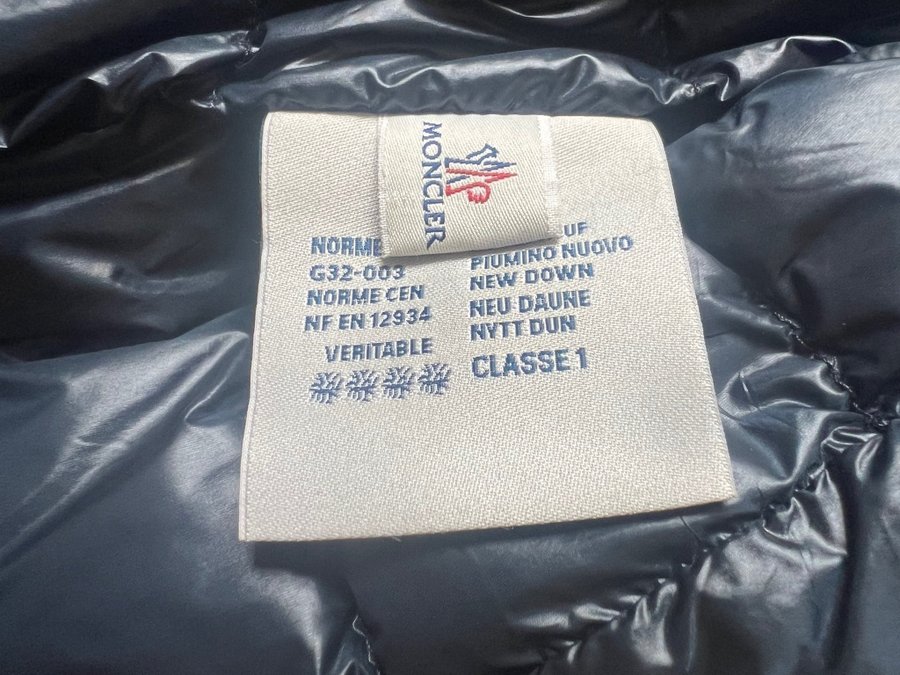 MONCLER
NORME
G32-003
NORME CEN
NF EN 12934
VERITABLE
UF
PIUMINO NUOVO
NEW DOWN
NEU DAUNE
NYTT DUN
CLASSE 1